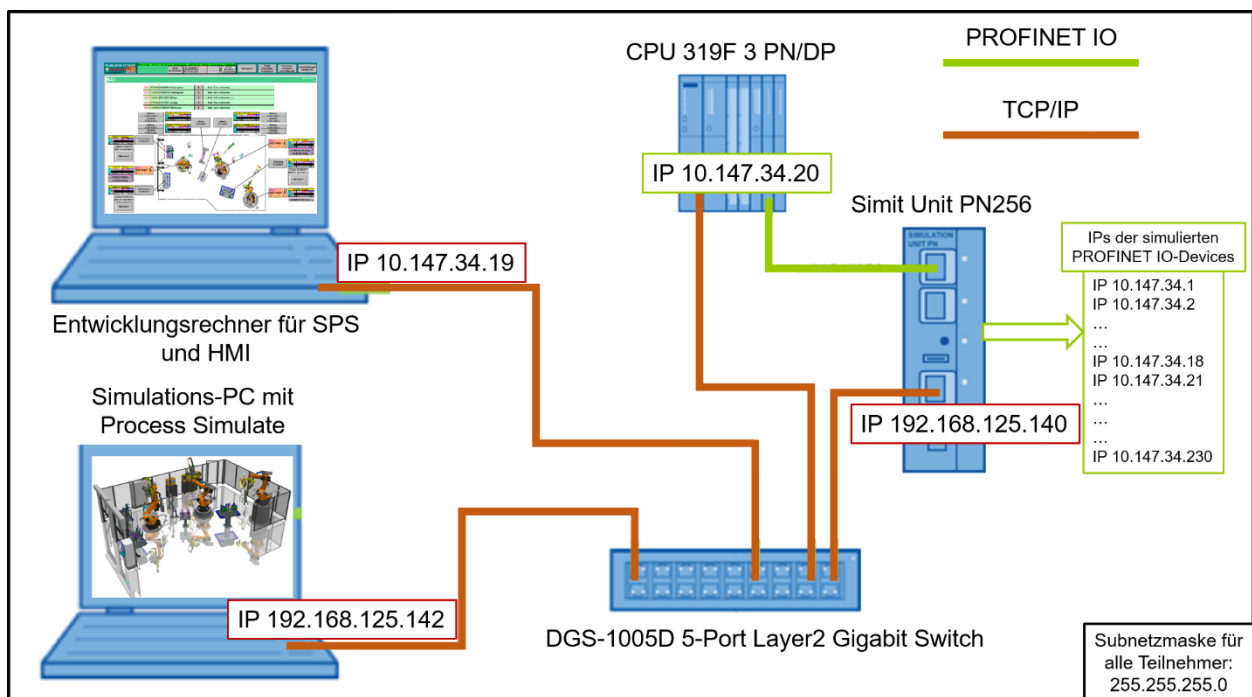 CPU 319F 3 PN/DP
PROFINET IO
TCP/IP
IP 10.147.34.20
Simit Unit PN256
SIMULATION
UNIT PN
IPs der simulierten
PROFINET IO-Devices
IP 10.147.34.1
IP 10.147.34.2
...
...
IP 10.147.34.18
IP 10.147.34.21
...
...
...
IP 10.147.34.230
IP 10.147.34.19
Entwicklungsrechner für SPS
und HMI
Simulations-PC mit
Process Simulate
IP 192.168.125.140
IP 192.168.125.142
DGS-1005D 5-Port Layer2 Gigabit Switch
Subnetzmaske für
alle Teilnehmer:
255.255.255.0